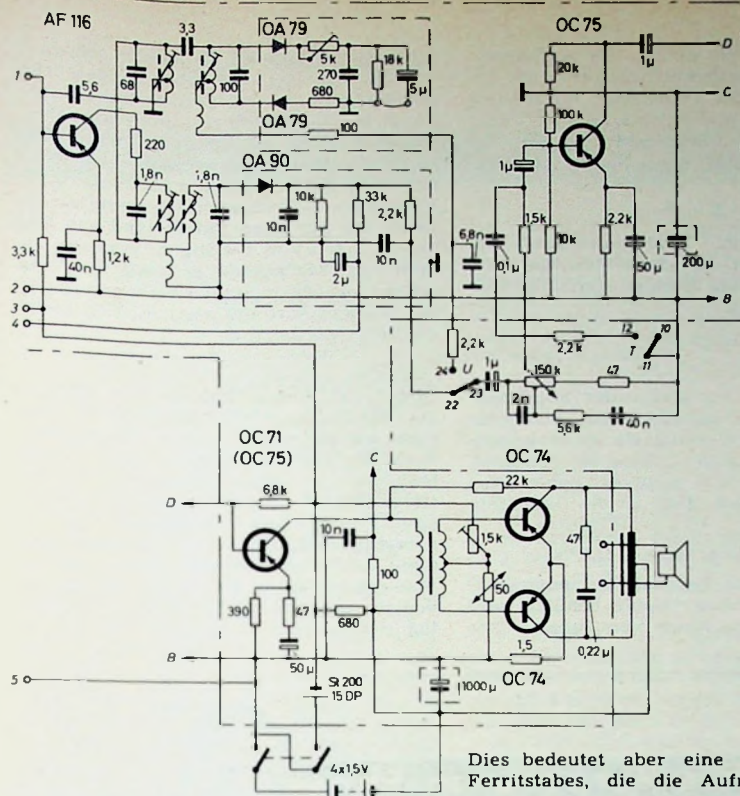 AF 116
OA 79
OC 75
3,3
5k
18k
1µ
D
20k
1
5,6
68
100
270
5µ
C
680
100k
OA 79
100
220
OA 90
1µ
1,8n
1,8n
10k
33k
2,2k
1,5k
10k
2,2k
10n
6,8n
3,3k
40n
1,2k
10n
0,1µ
50µ
200µ
2µ
2
B
3
12
10
4
2,2k
T
11
2,2k
24
U
1µ
150k
47
22
23
2n
5,6k
40n
OC 71
(OC 75)
C
OC 74
22k
D
6,8k
10n
1,5k
47
100
50
390
47
680
1,5
0,22µ
B
50µ
OC 74
5
St 200
15 DP
1000µ
4x1,5V
Dies bedeutet aber eine
Ferritstabes, die die Aufn